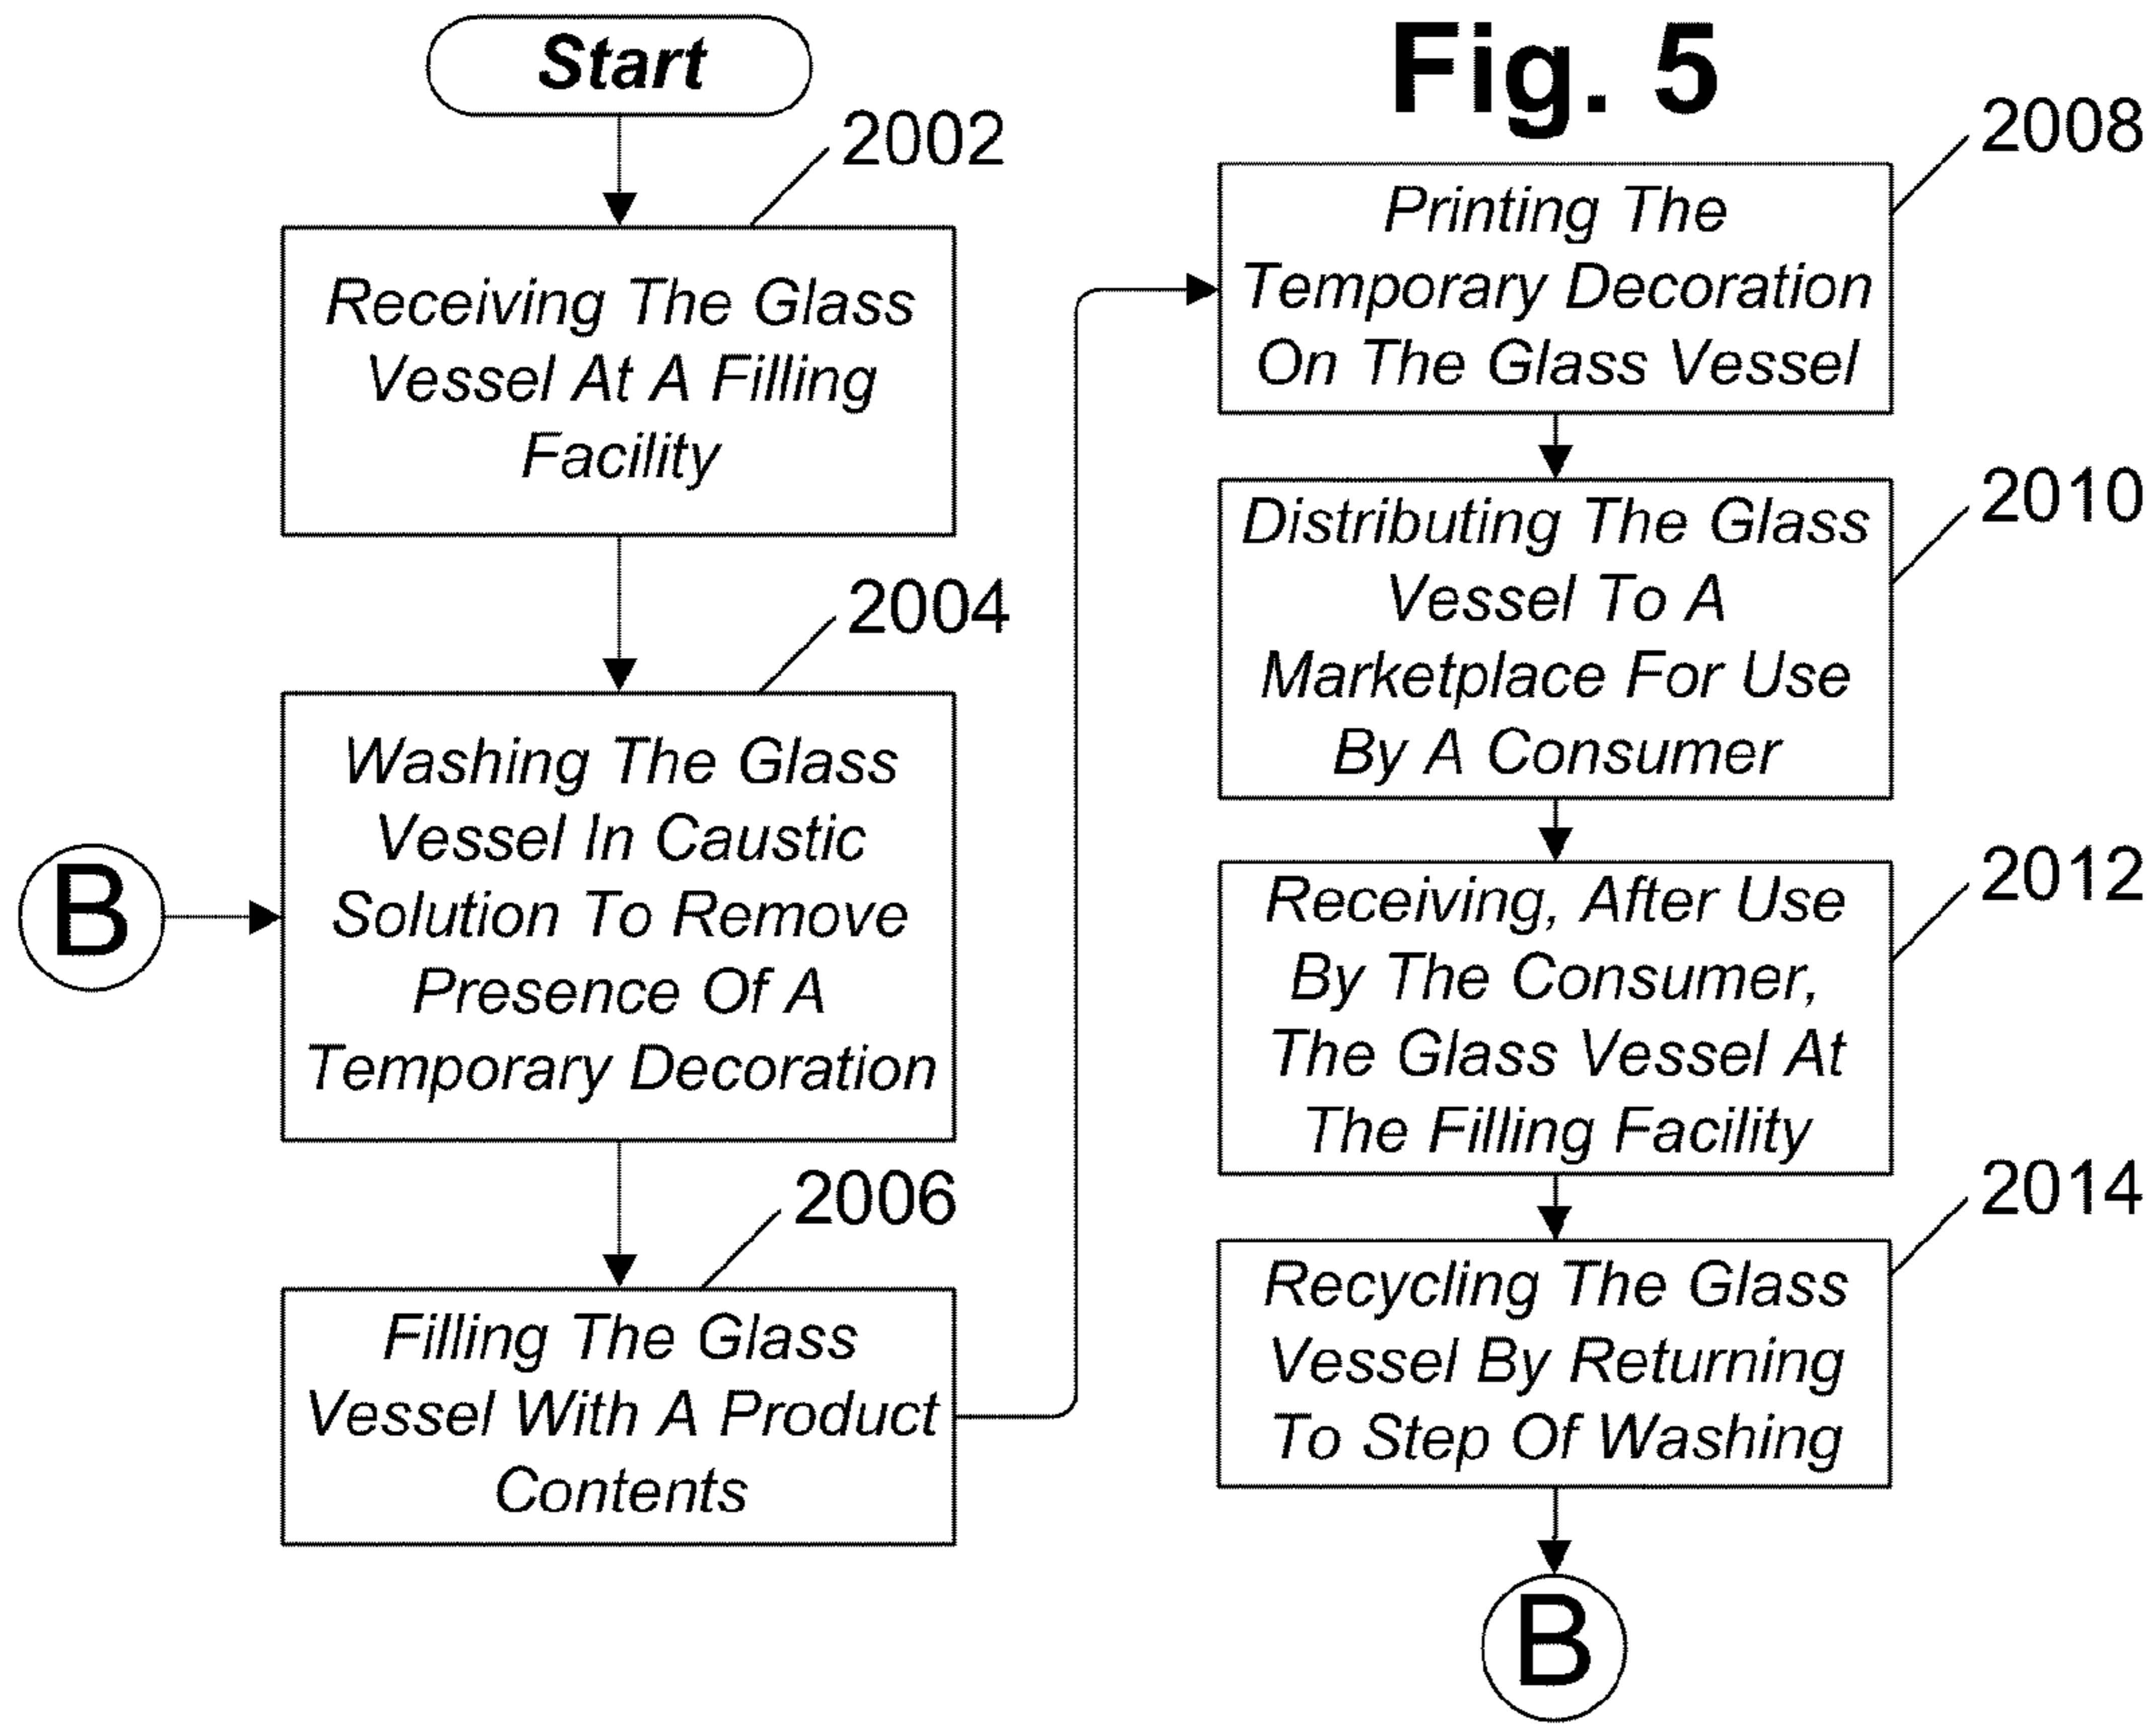 Start
2002
Receiving The Glass
Vessel At A Filling
Facility
2004
Washing The Glass
Vessel In Caustic
Solution To Remove
Presence Of A
Temporary Decoration
B
2006
Filling The Glass
Vessel With A Product
Contents
Fig. 5
2008
Printing The
Temporary Decoration
On The Glass Vessel
2010
Distributing The Glass
Vessel To A
Marketplace For Use
By A Consumer
2012
Receiving, After Use
By The Consumer,
The Glass Vessel At
The Filling Facility
2014
Recycling The Glass
Vessel By Returning
To Step Of Washing
B